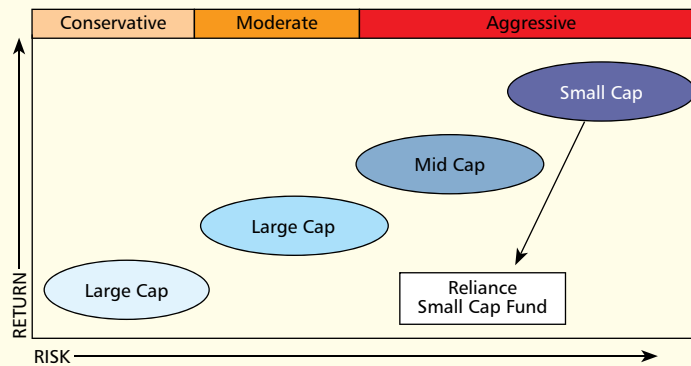 Conservative
Moderate
Aggressive
Small Cap
Mid Cap
Large Cap
Large Cap
Reliance
Small Cap Fund
RETURN
RISK